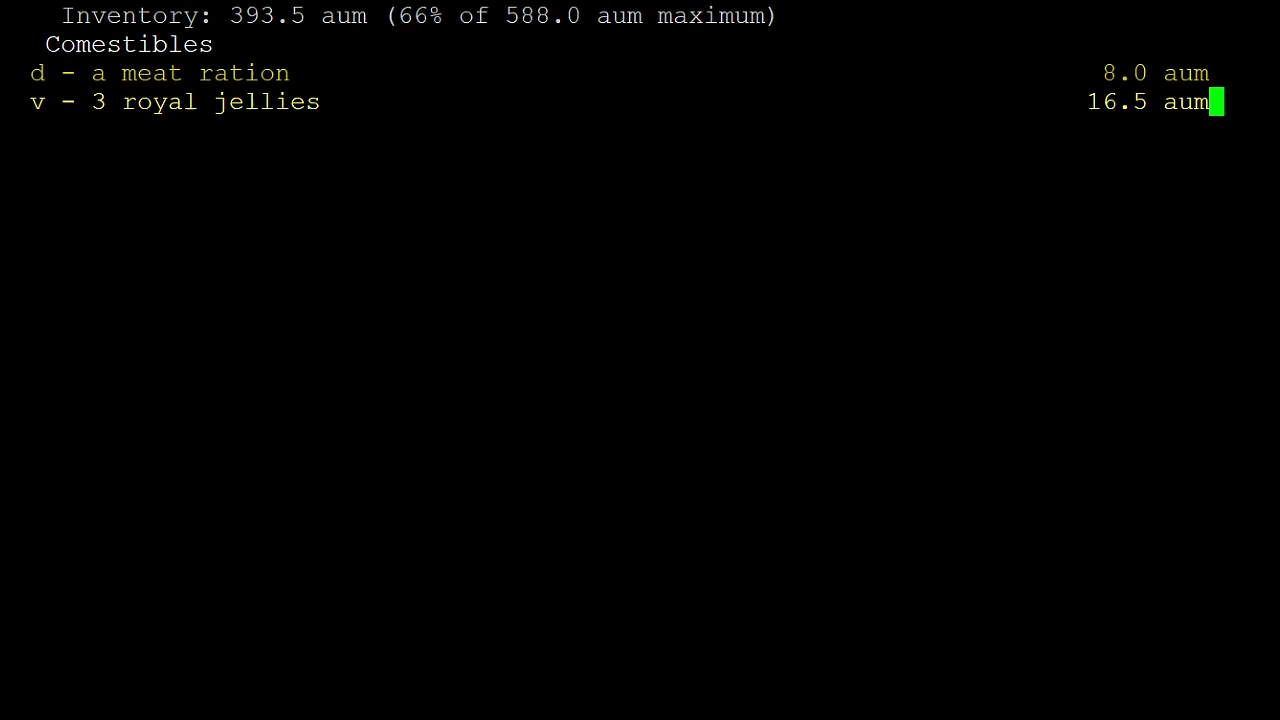 Inventory: 393.5 aum (66% of 588.0 aum maximum)
Comestibles
d - a meat ration 8.0 aum
v - 3 royal jellies 16.5 aum